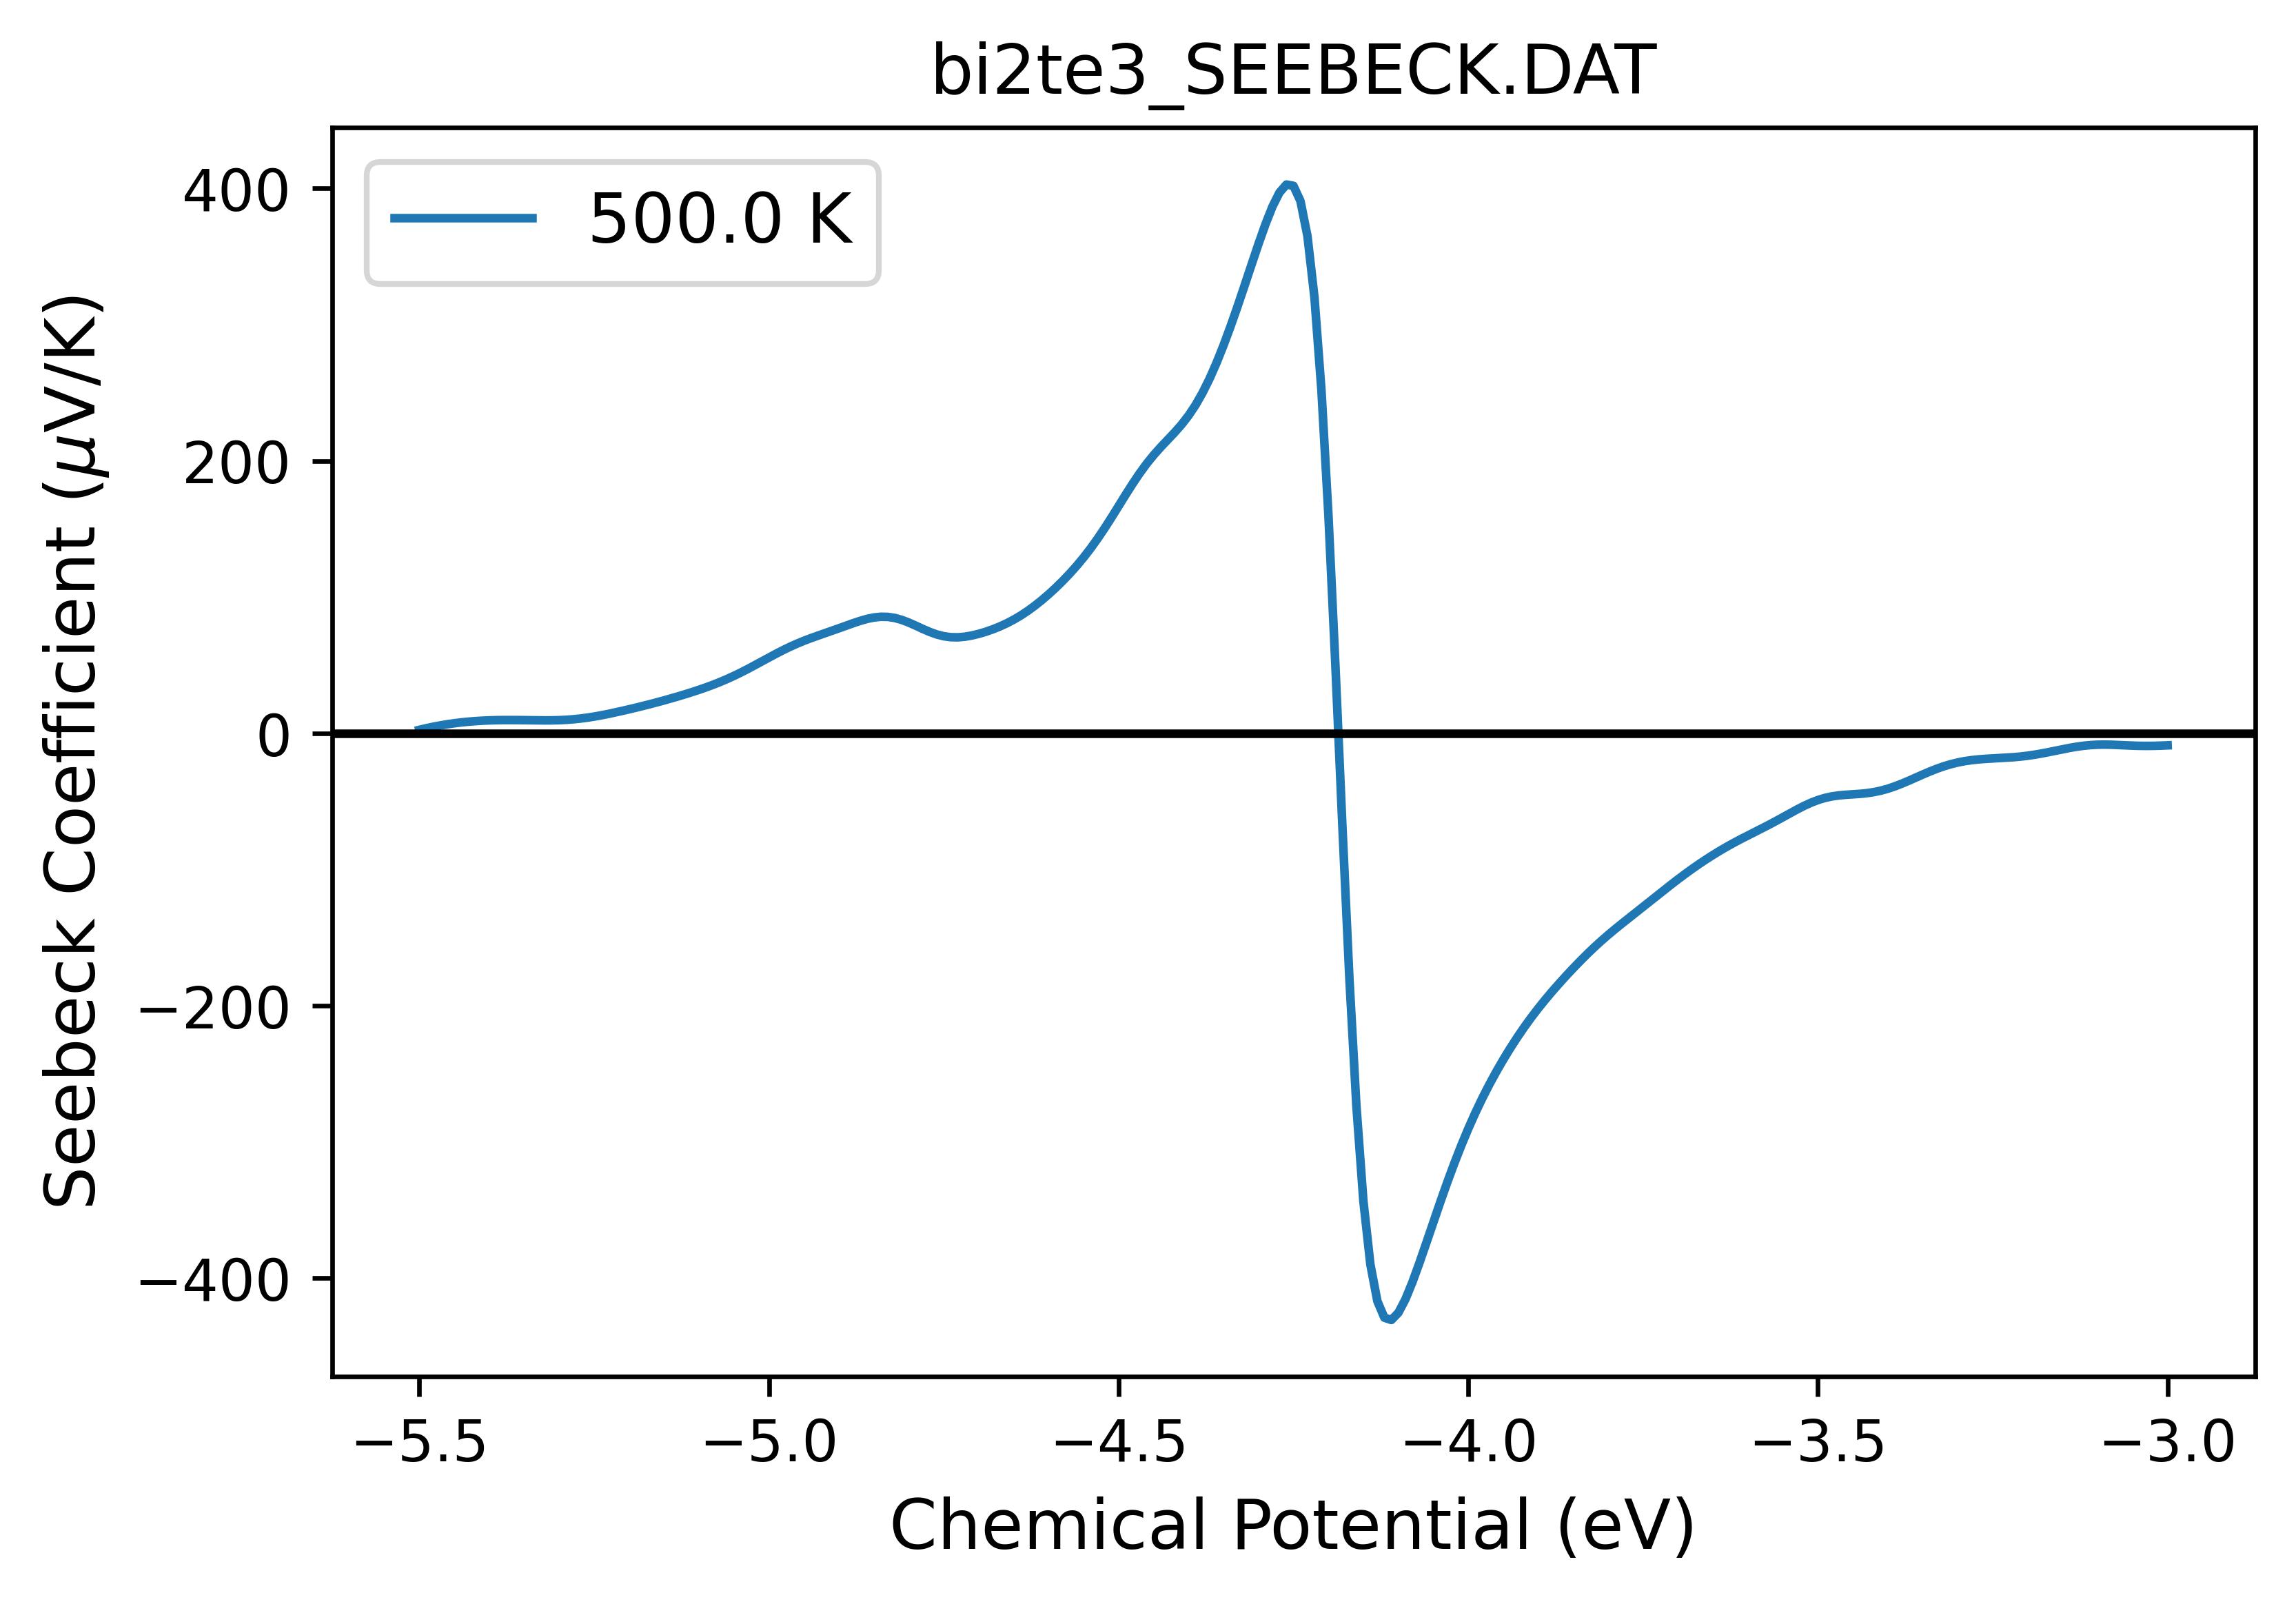 bi2te3_SEEBECK.DAT
500.0 K
Seebeck Coefficient (μV/K)
400
200
0
−200
−400
−5.5
−5.0
−4.5
−4.0
−3.5
−3.0
Chemical Potential (eV)